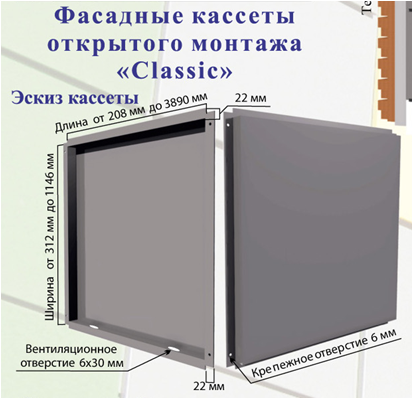 Фасадные кассеты
открытого монтажа
«Classic»
Эскиз кассеты
Длина от 208 мм до 3890 мм
22 мм
Ширина от 312 мм до 1146 мм
Вентиляционное
отверстие 6x30 мм
22 мм
Крепежное отверстие 6 мм